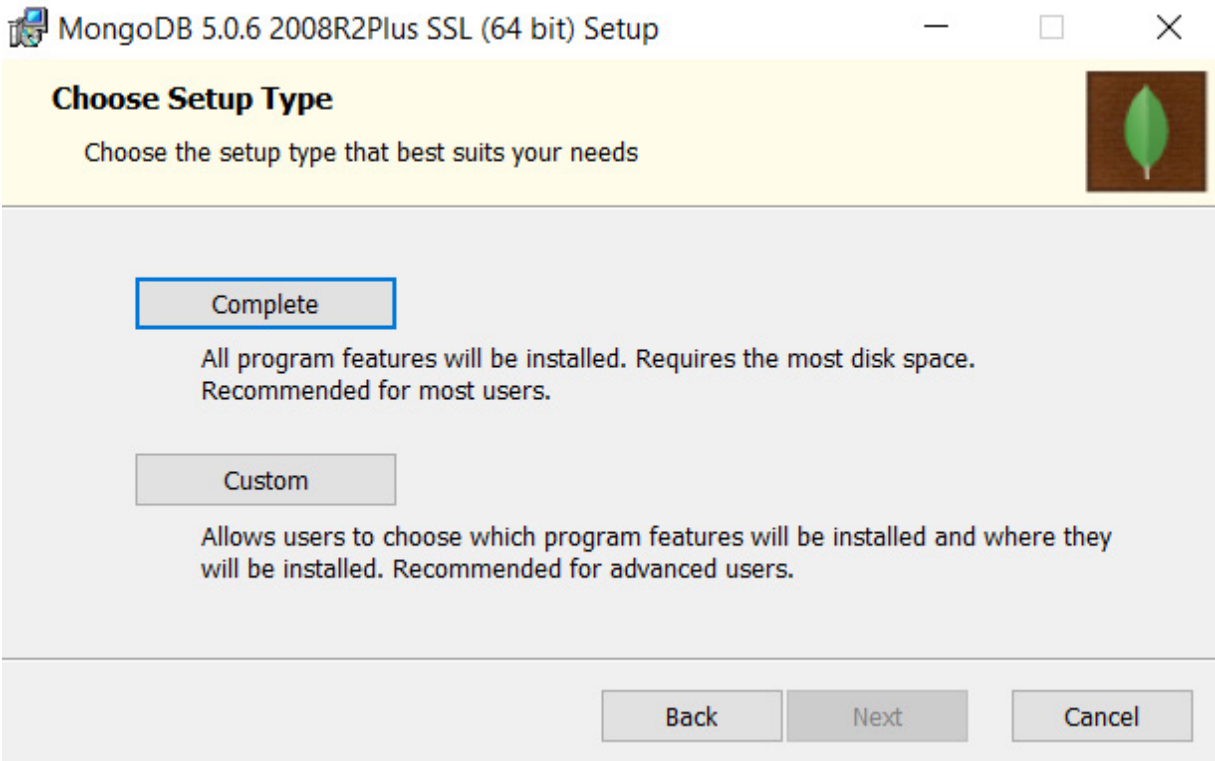 MongoDB 5.0.6 2008R2Plus SSL (64 bit) Setup
Choose Setup Type
Choose the setup type that best suits your needs
Complete
All program features will be installed. Requires the most disk space.
Recommended for most users.
Custom
Allows users to choose which program features will be installed and where they
will be installed. Recommended for advanced users.
Back Next Cancel